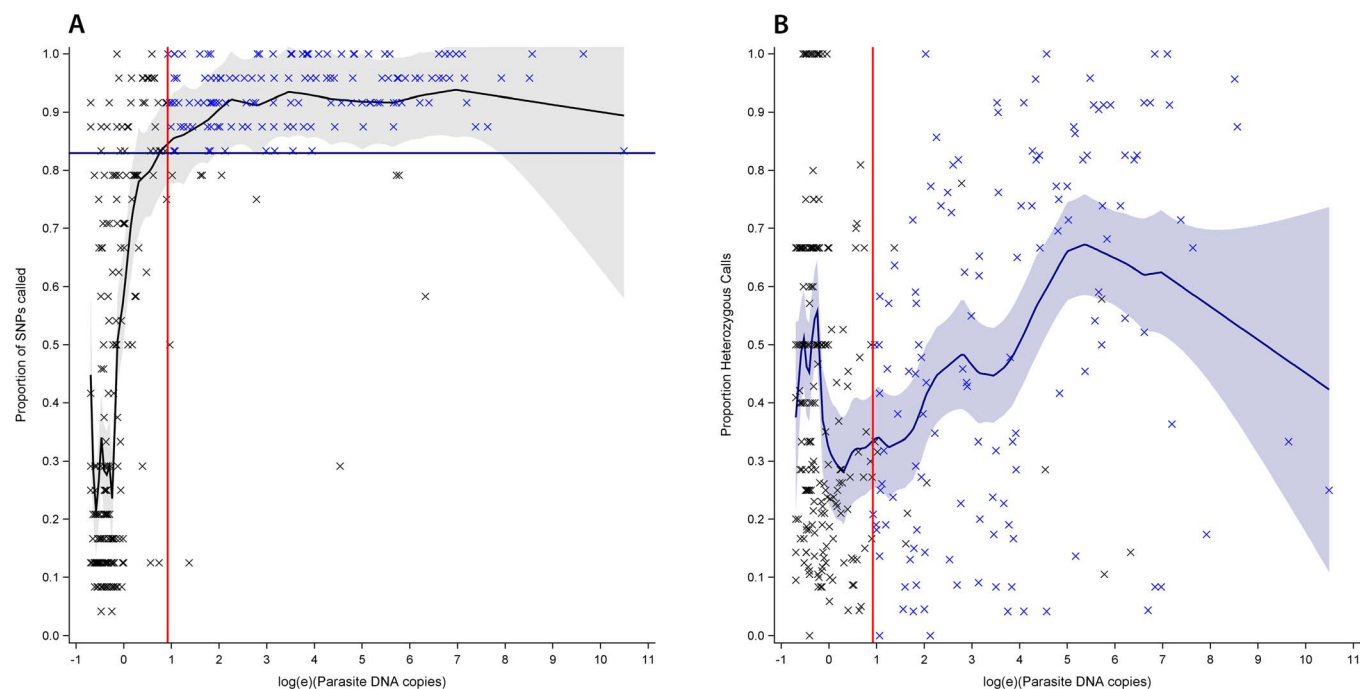 A
B
Proportion of SNPs called
1.0
0.9
0.8
0.7
0.6
0.5
0.4
0.3
0.2
0.1
0.0
-1 0 1 2 3 4 5 6 7 8 9 10 11
log(e)(Parasite DNA copies)
Proportion Heterozygous Calls
1.0
0.9
0.8
0.7
0.6
0.5
0.4
0.3
0.2
0.1
0.0
-1 0 1 2 3 4 5 6 7 8 9 10 11
log(e)(Parasite DNA copies)